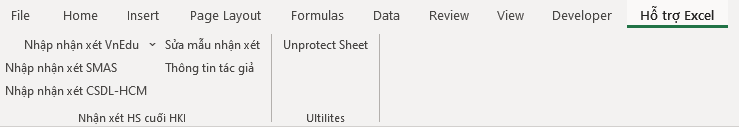 File Home Insert Page Layout Formulas Data Review View Developer Hỗ trợ Excel
Nhập nhận xét VnEdu Sửa mẫu nhận xét Unprotect Sheet
Nhập nhận xét SMAS Thông tin tác giả
Nhập nhận xét CSDL-HCM
Nhận xét HS cuối HKI Ultilites